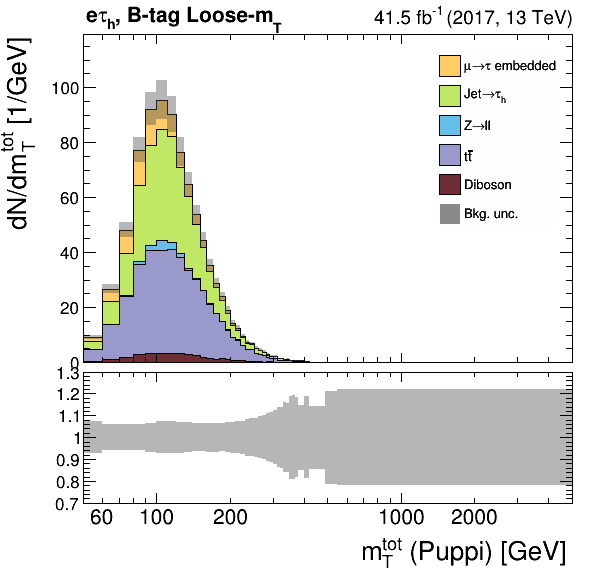 eτh, B-tag Loose-mT
41.5 fb-1 (2017, 13 TeV)
dN/dmTtot [1/GeV]
100
80
60
40
20
0
μ→τ embedded
Jet→τh
Z→ll
tt̅
Diboson
Bkg. unc.
1.3
1.2
1.1
1
0.9
0.8
0.7
60 100 200 1000 2000
mTtot (Puppi) [GeV]